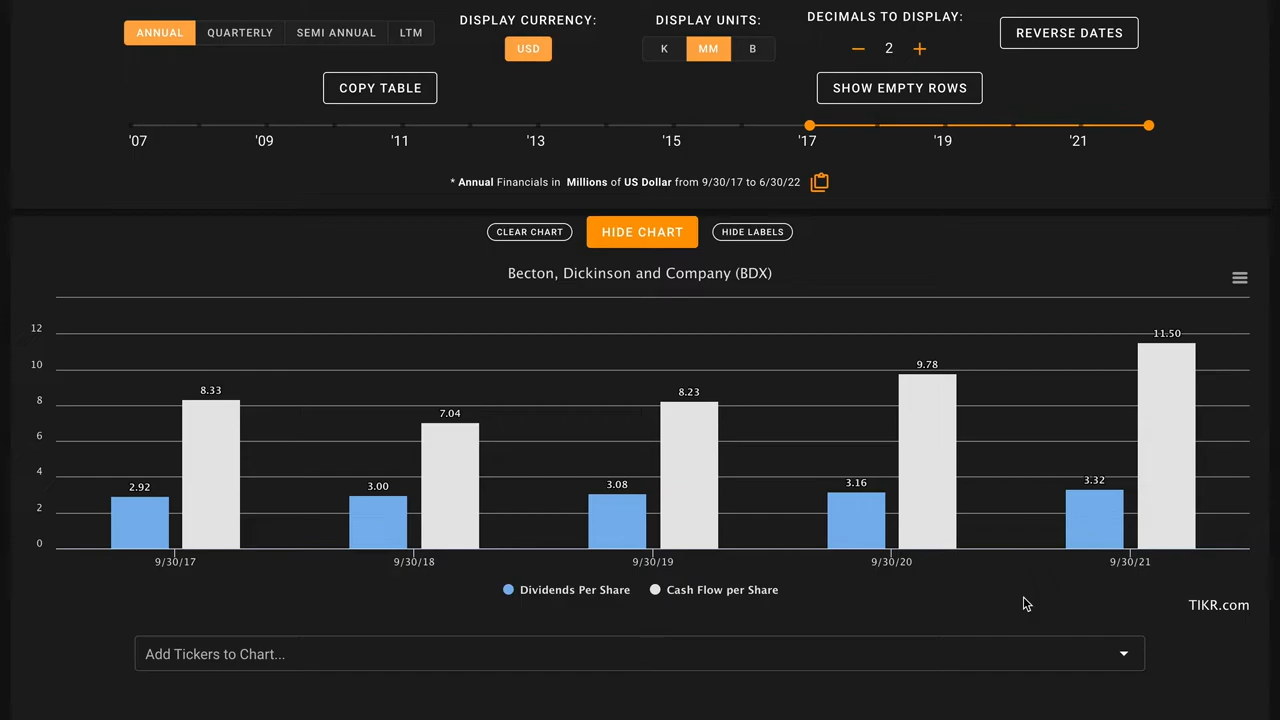 DISPLAY CURRENCY:
DISPLAY UNITS:
DECIMALS TO DISPLAY:
ANNUAL QUARTERLY SEMI ANNUAL LTM
USD
K MM B
2
REVERSE DATES
COPY TABLE
SHOW EMPTY ROWS
'07 '09 '11 '13 '15 '17 '19 '21
* Annual Financials in Millions of US Dollar from 9/30/17 to 6/30/22
CLEAR CHART
HIDE CHART
HIDE LABELS
Becton, Dickinson and Company (BDX)
12
10
8
6
4
2
0
2.92
8.33
3.00
7.04
3.08
8.23
3.16
9.78
3.32
11.50
9/30/17 9/30/18 9/30/19 9/30/20 9/30/21
Dividends Per Share Cash Flow per Share
TIKR.com
Add Tickers to Chart...